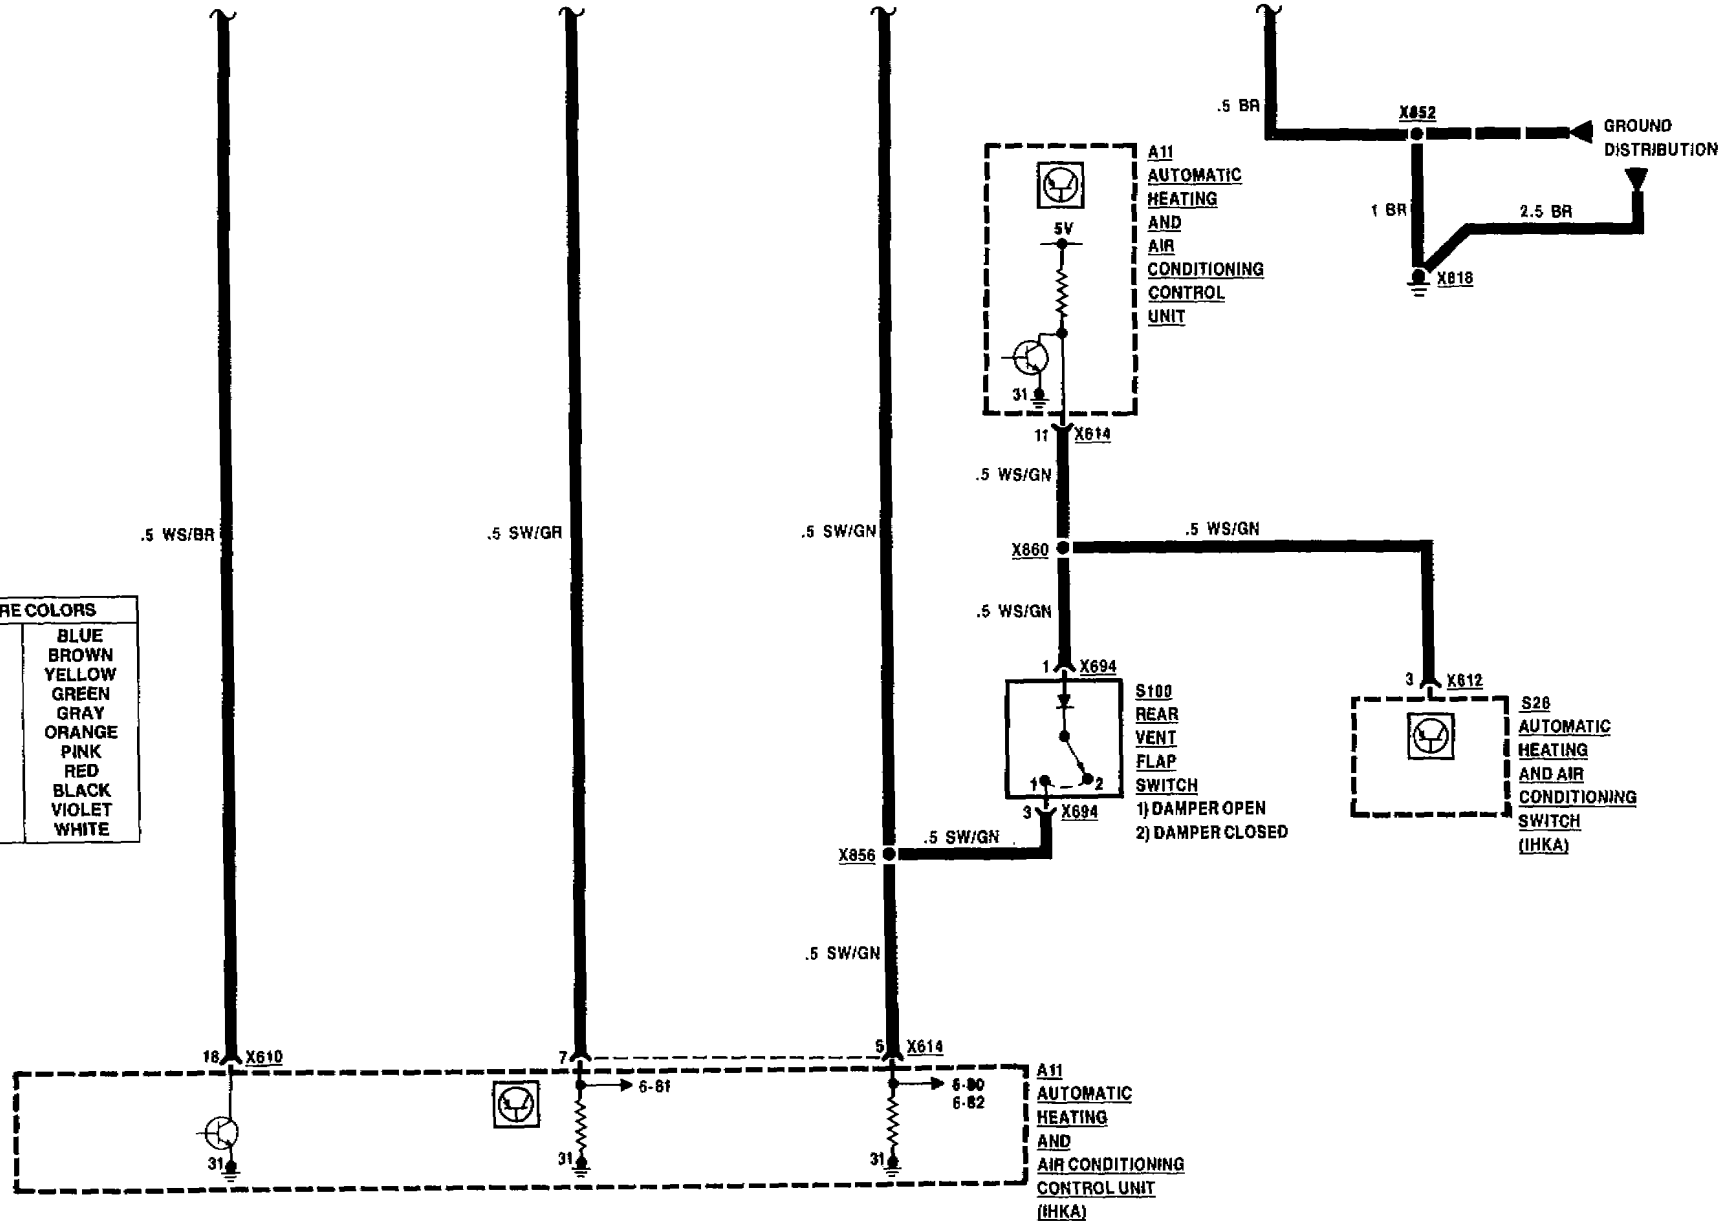 .5 BR
X852
GROUND
DISTRIBUTION
1 BR
2.5 BR
X818
A11
AUTOMATIC
HEATING
AND
AIR
CONDITIONING
CONTROL
UNIT
5V
31
11 X614
.5 WS/GN
.5 WS/BR
.5 SW/GR
.5 SW/GN
X860
.5 WS/GN
.5 WS/GN
RE COLORS
BLUE
BROWN
YELLOW
GREEN
GRAY
ORANGE
PINK
RED
BLACK
VIOLET
WHITE
1 X694
S100
REAR
VENT
FLAP
SWITCH
1) DAMPER OPEN
2) DAMPER CLOSED
1 2
3 X694
3 X612
S28
AUTOMATIC
HEATING
AND AIR
CONDITIONING
SWITCH
(IHKA)
X856
.5 SW/GN
.5 SW/GN
18 X610
7
5 X614
6-81
6-80
6-82
31
31
31
A11
AUTOMATIC
HEATING
AND
AIR CONDITIONING
CONTROL UNIT
(IHKA)